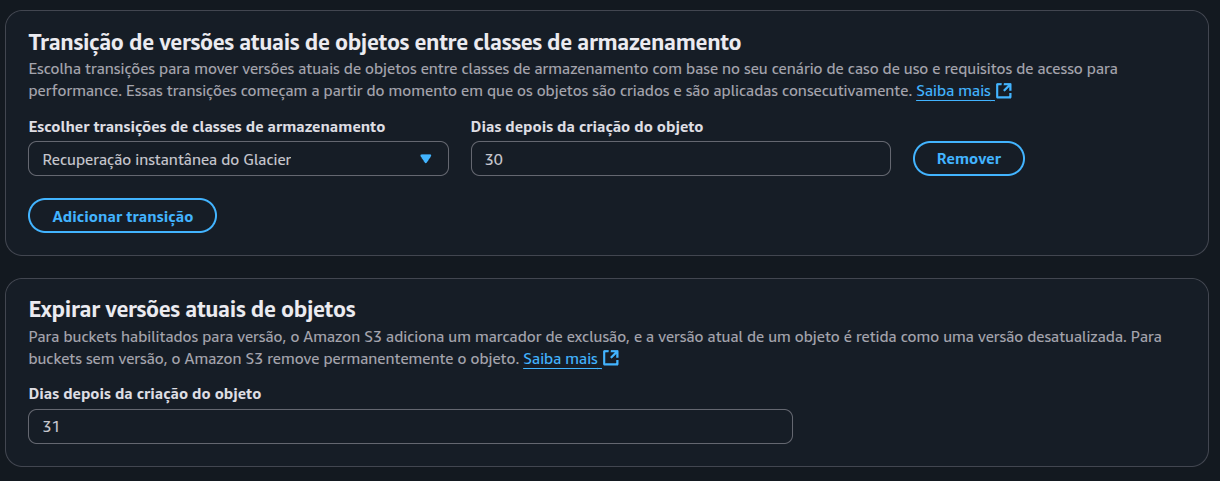 Transição de versões atuais de objetos entre classes de armazenamento
Escolha transições para mover versões atuais de objetos entre classes de armazenamento com base no seu cenário de caso de uso e requisitos de acesso para
performance. Essas transições começam a partir do momento em que os objetos são criados e são aplicadas consecutivamente. Saiba mais
Escolher transições de classes de armazenamento
Dias depois da criação do objeto
Recuperação instantânea do Glacier
30
Remover
Adicionar transição
Expirar versões atuais de objetos
Para buckets habilitados para versão, o Amazon S3 adiciona um marcador de exclusão, e a versão atual de um objeto é retida como uma versão desatualizada. Para
buckets sem versão, o Amazon S3 remove permanentemente o objeto. Saiba mais
Dias depois da criação do objeto
31